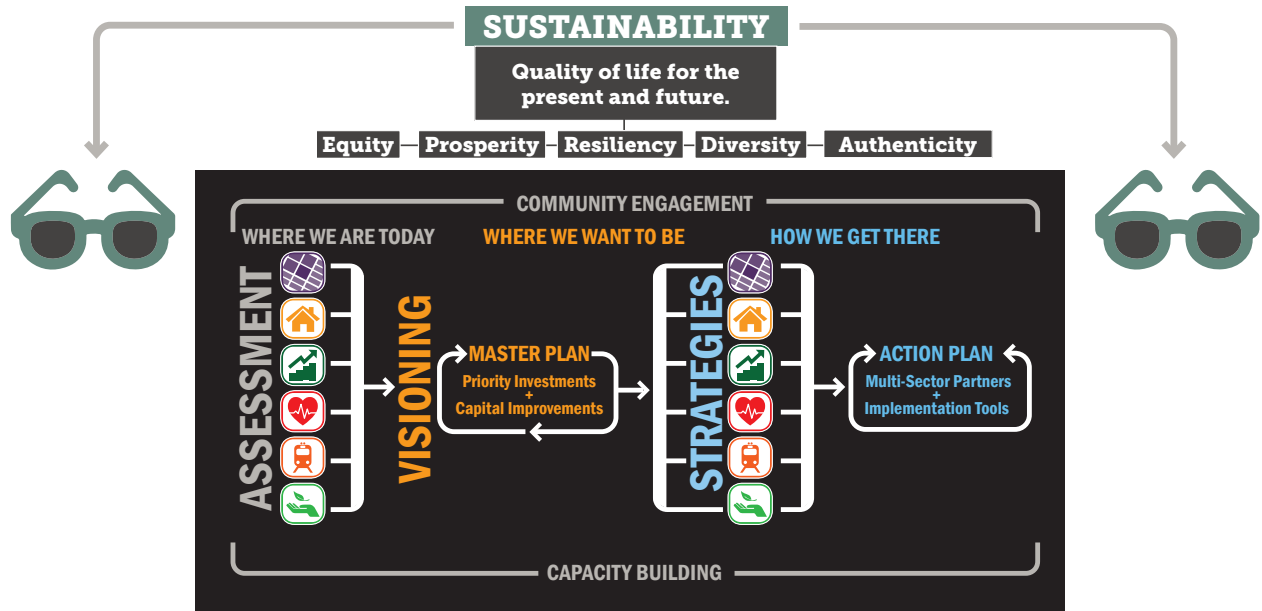 SUSTAINABILITY
Quality of life for the
present and future.
Equity Prosperity Resiliency Diversity Authenticity
COMMUNITY ENGAGEMENT
WHERE WE ARE TODAY
WHERE WE WANT TO BE
HOW WE GET THERE
ASSESSMENT
VISIONING
MASTER PLAN
Priority Investments
+
Capital Improvements
STRATEGIES
ACTION PLAN
Multi-Sector Partners
+
Implementation Tools
CAPACITY BUILDING